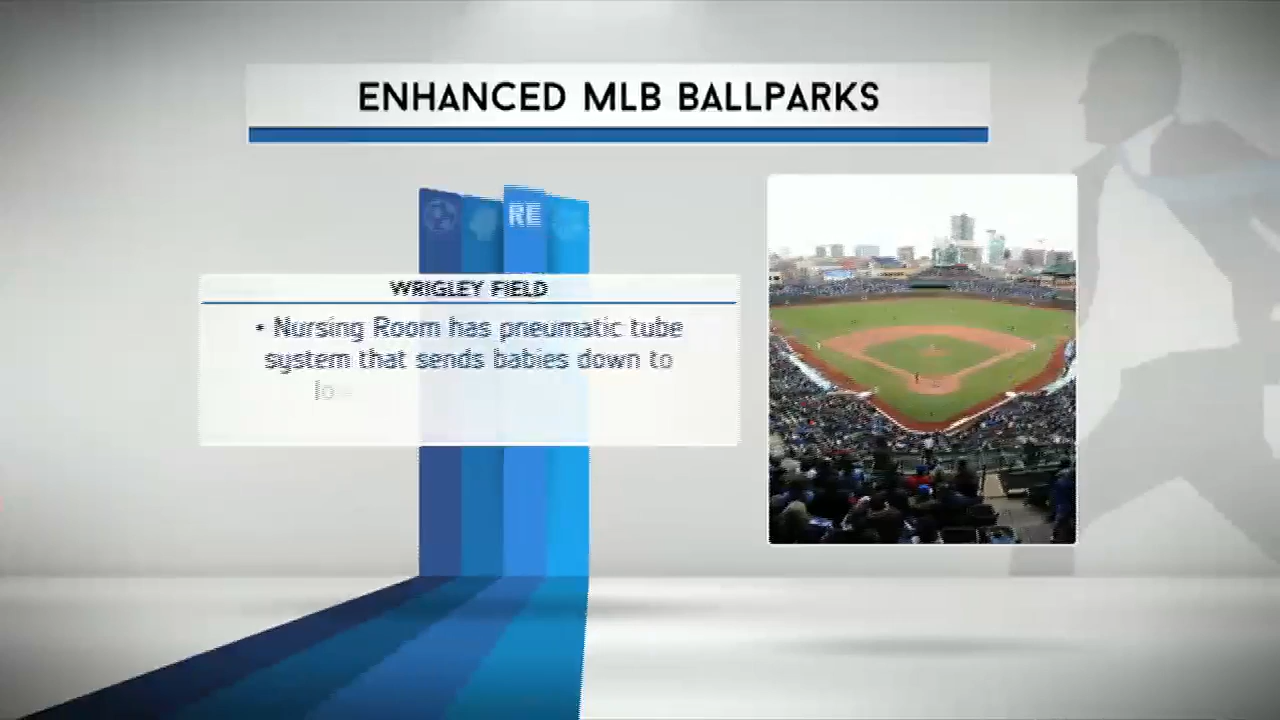 ENHANCED MLB BALLPARKS
RE
WRIGLEY FIELD
• Nursing Room has pneumatic tube
system that sends babies down to